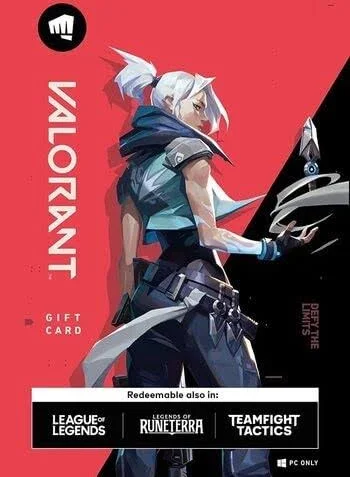 VALORANT
GIFT
CARD
DEFY THE
LIMITS
Redeemable also in:
LEAGUE OF
LEGENDS
LEGENDS OF
RUNETERRA
TEAMFIGHT
TACTICS
PC ONLY